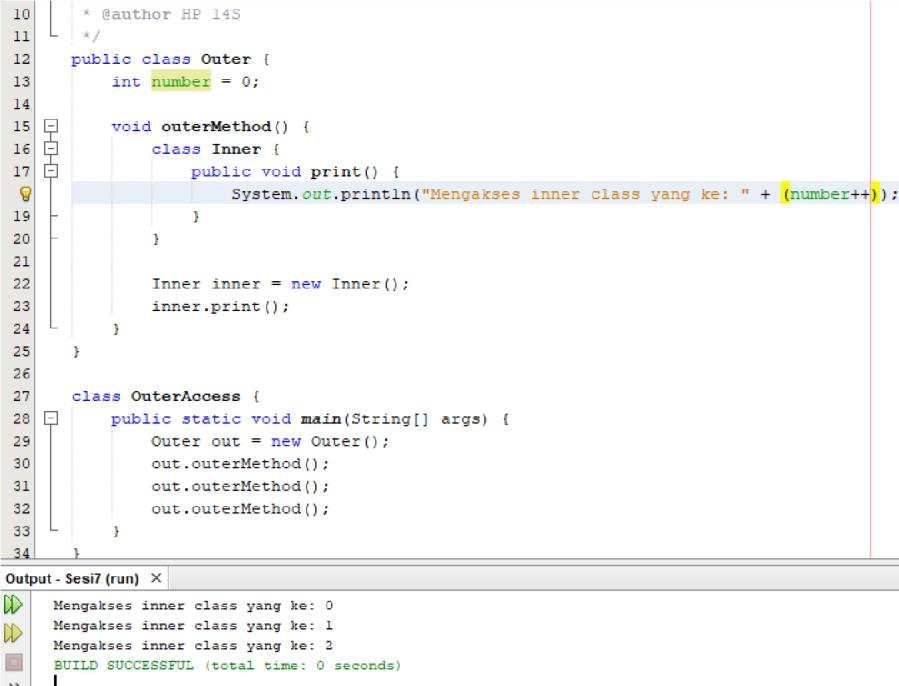 10 * @author HP 14S
11 */
12 public class Outer {
13 int number = 0;
14
15 void outerMethod() {
16 class Inner {
17 public void print() {
System.out.println("Mengakses inner class yang ke: " + (number++));
19 }
20 }
21
22 Inner inner = new Inner();
23 inner.print();
24 }
25 }
26
27 class OuterAccess {
28 public static void main(String[] args) {
29 Outer out = new Outer();
30 out.outerMethod();
31 out.outerMethod();
32 out.outerMethod();
33 }
34 }
Output - Sesi7 (run) ×
Mengakses inner class yang ke: 0
Mengakses inner class yang ke: 1
Mengakses inner class yang ke: 2
BUILD SUCCESSFUL (total time: 0 seconds)